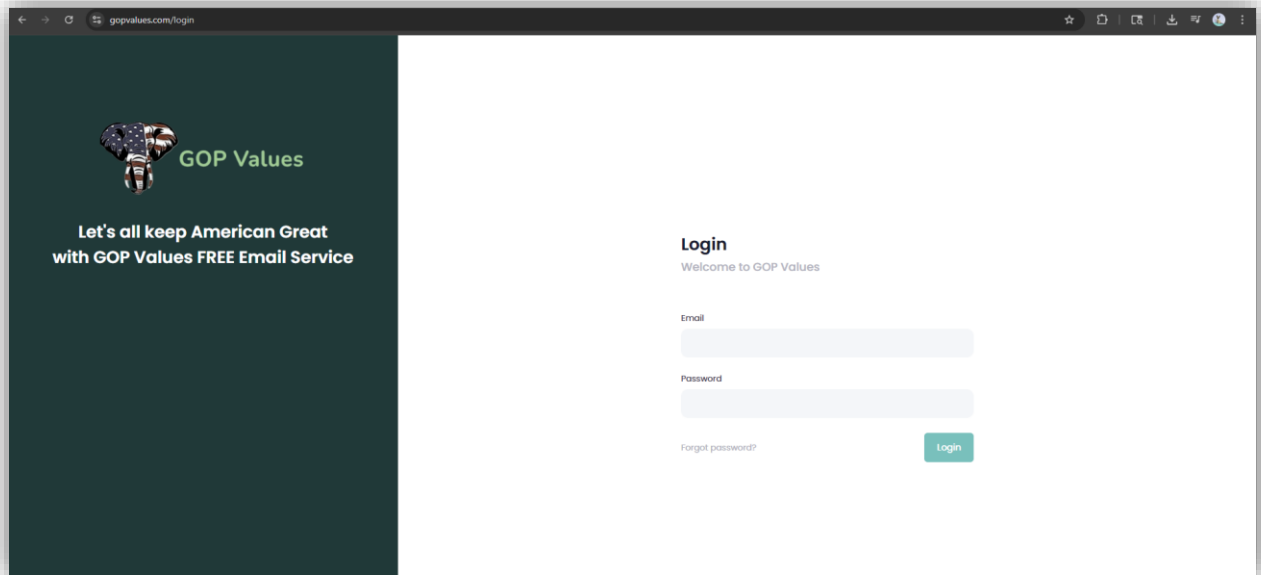 gopvalues.com/login
GOP Values
Let's all keep American Great
with GOP Values FREE Email Service
Login
Welcome to GOP Values
Email
Password
Forgot password?
Login